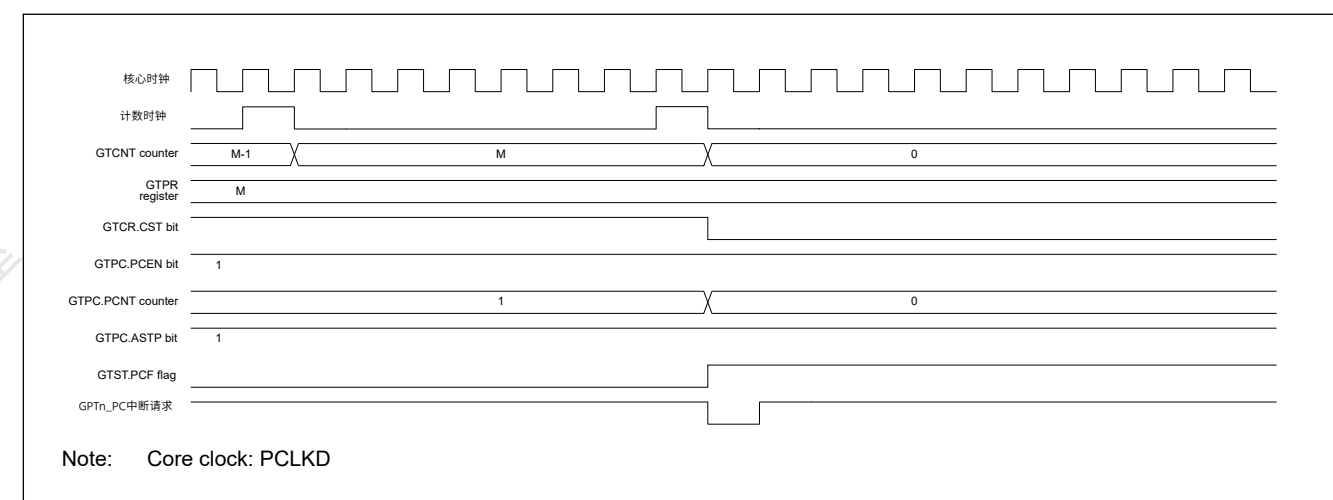 核心时钟
计数时钟
GTCNT counter M-1 M 0
GTPR
register M
GTCR.CST bit
GTPC.PCEN bit 1
GTPC.PCNT counter 1 0
GTPC.ASTP bit 1
GTST.PCF flag
GPTn_PC中断请求
Note: Core clock: PCLKD